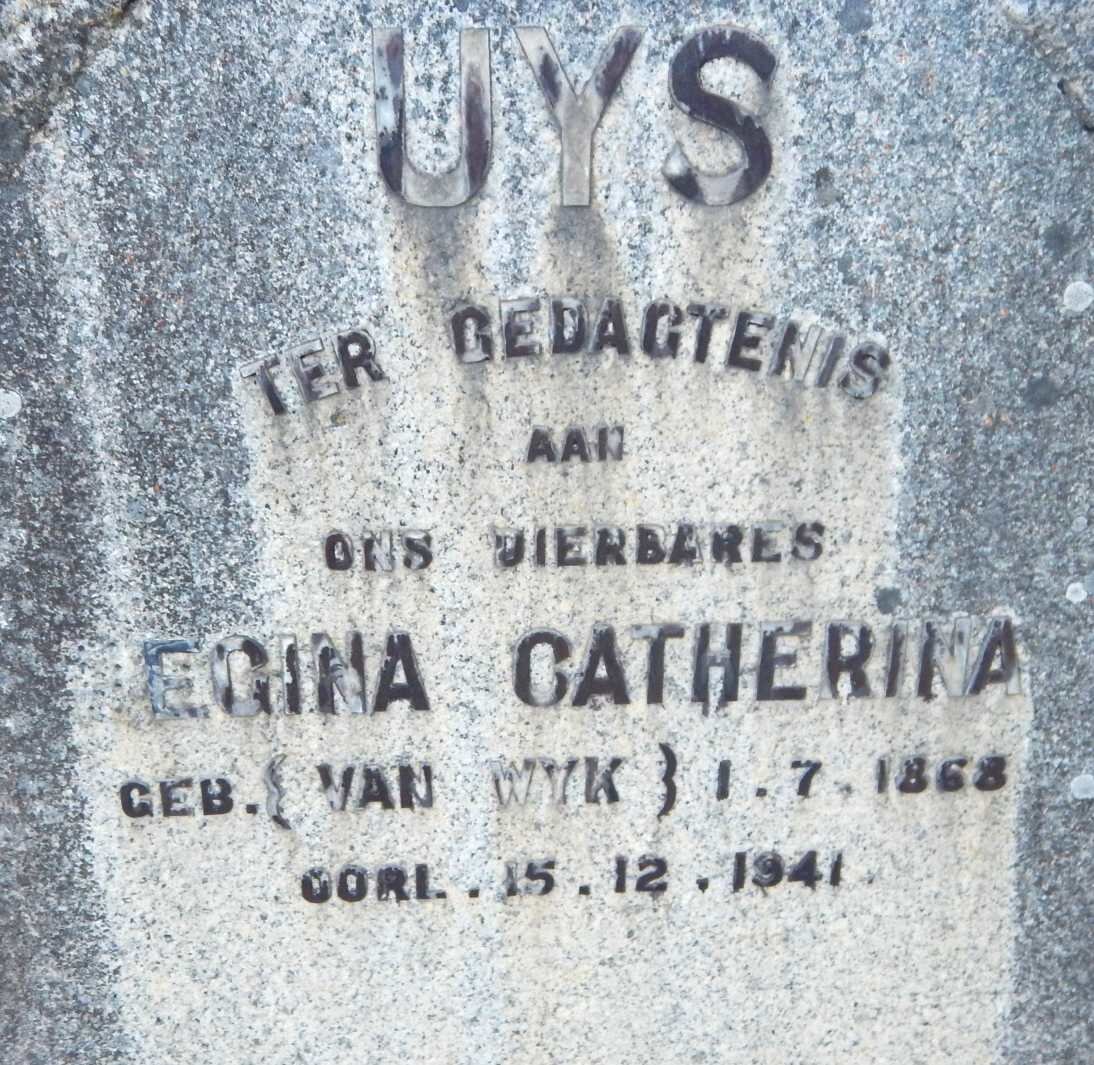 UYS
TER GEDAGTENIS
AAN
ONS DIERBARES
EGINA CATHERINA
GEB. { VAN WYK } 1.7.1868
OORL. 15.12.1941